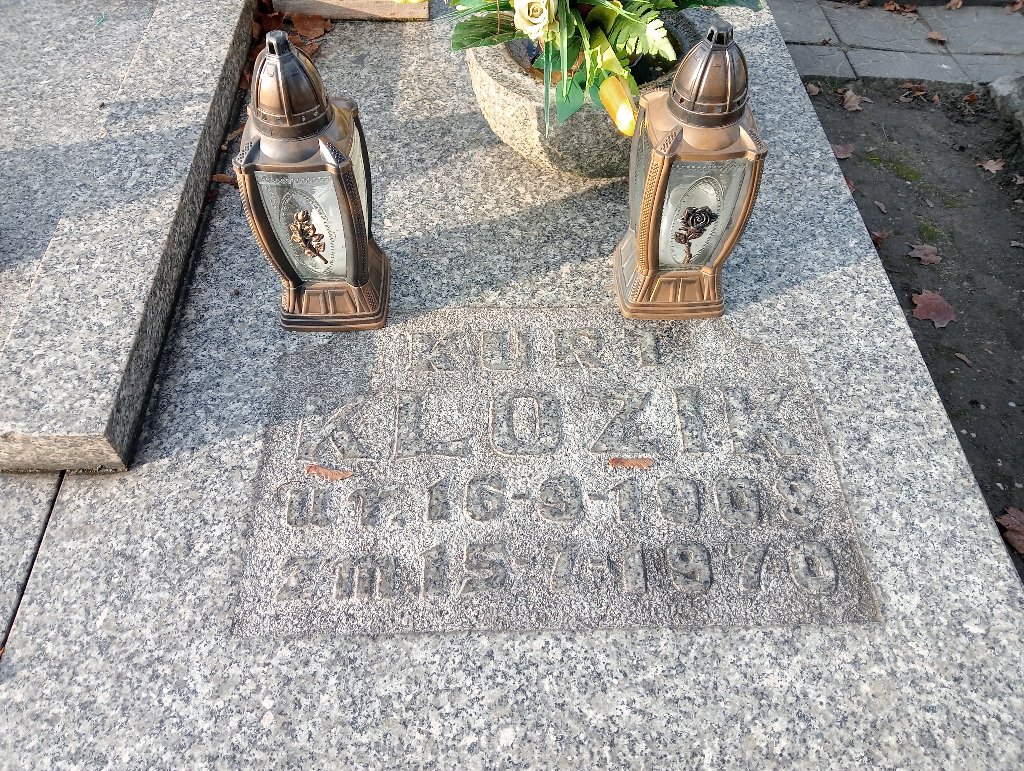 KURT
KLOZIK
ur. 16-9-1908
zm 15-7-1970